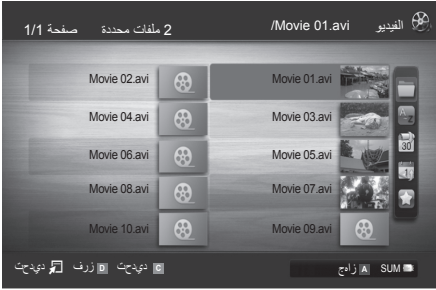 الفيديو /Movie 01.avi 2 ملفات محددة صفحة 1/1
Movie 01.avi Movie 02.avi
A Z Movie 03.avi Movie 04.avi
30 Movie 05.avi Movie 06.avi
1 Movie 07.avi Movie 08.avi
Movie 09.avi Movie 10.avi
SUM A زاهج C ديدحت D زرف ديدحت